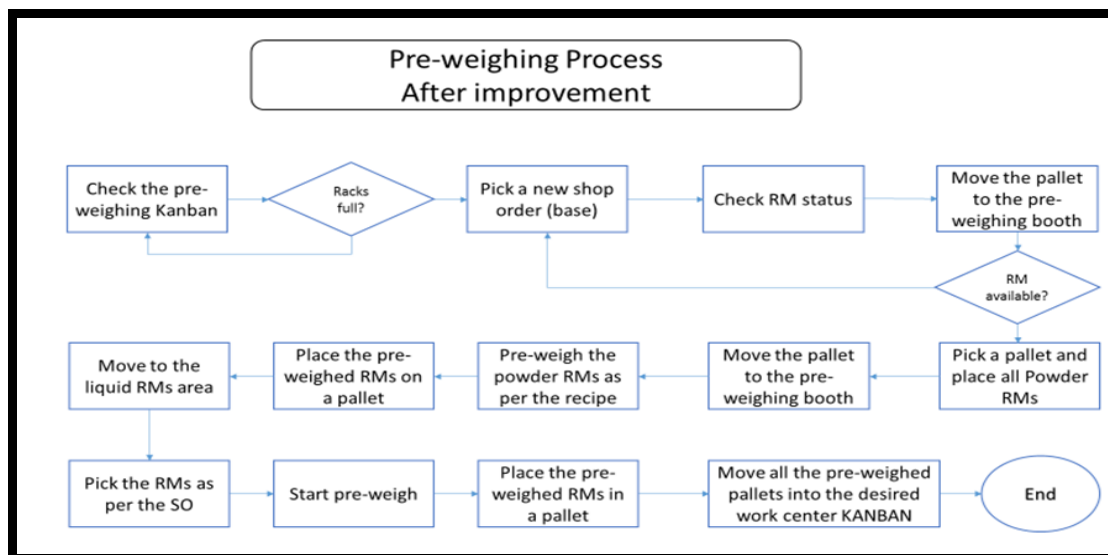 Pre-weighing Process
After improvement
Check the pre-
weighing Kanban
Racks
full?
Pick a new shop
order (base)
Check RM status
Move the pallet
to the pre-
weighing booth
RM
available?
Move to the
liquid RMs area
Place the pre-
weighed RMs on
a pallet
Pre-weigh the
powder RMs as
per the recipe
Move the pallet
to the pre-
weighing booth
Pick a pallet and
place all Powder
RMs
Pick the RMs as
per the SO
Start pre-weigh
Place the pre-
weighed RMs in
a pallet
Move all the pre-weighed
pallets into the desired
work center KANBAN
End